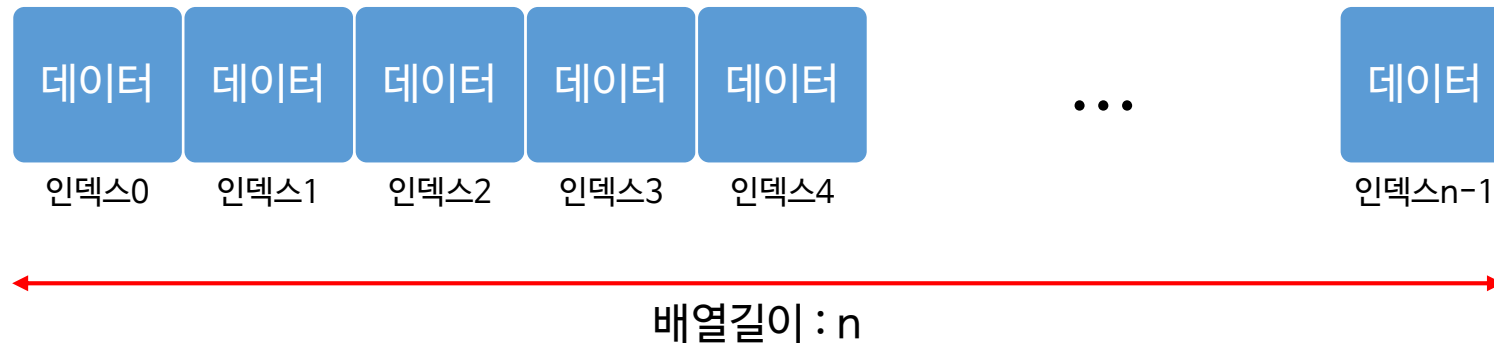 데이터 데이터 데이터 데이터 데이터 ... 데이터
인덱스0 인덱스1 인덱스2 인덱스3 인덱스4 인덱스n-1
배열길이 : n